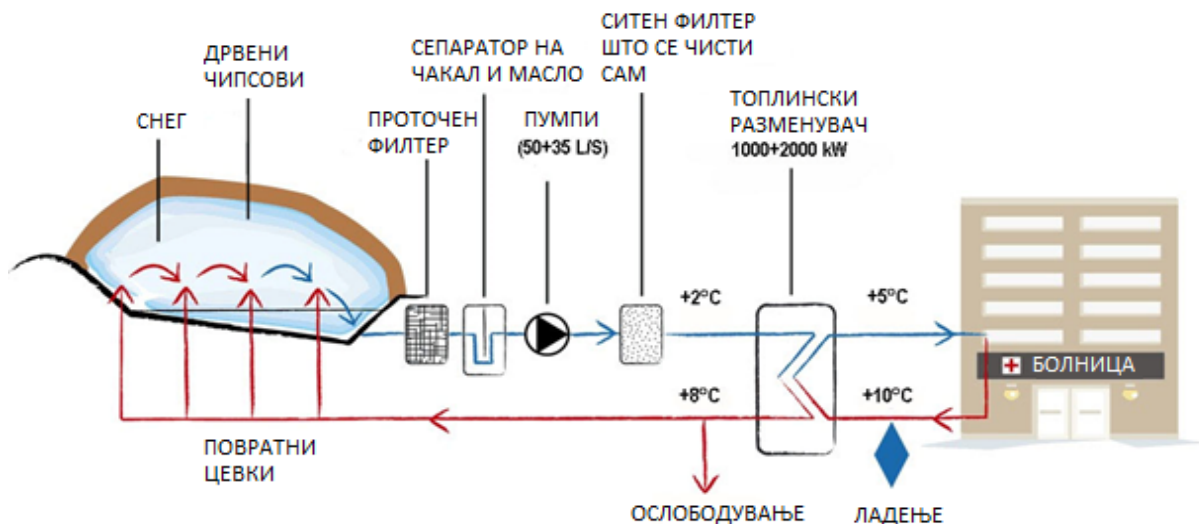 СИТЕН ФИЛТЕР
ШТО СЕ ЧИСТИ
САМ
СЕПАРАТОР НА
ЧАКАЛ И МАСЛО
ДРВЕНИ
ЧИПСОВИ
ТОПЛИНСКИ
РАЗМЕНУВАЧ
1000+2000 kW
СНЕГ
ПРОТОЧЕН
ФИЛТЕР
ПУМПИ
(50+35 L/S)
+2°C
+5°C
БОЛНИЦА
+8°C
+10°C
ПОВРАТНИ
ЦЕВКИ
ОСЛОБОДУВАЊЕ
ЛАДЕЊЕ